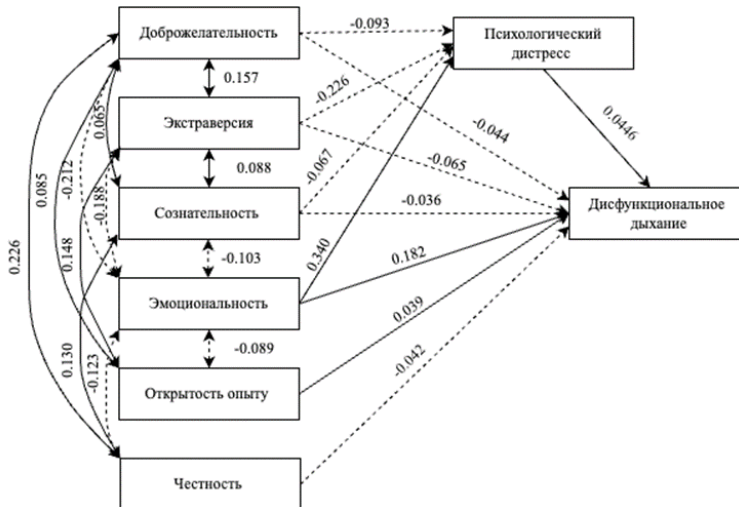 Доброжелательность
-0.093
Психологический
дистресс
0.157
-0.226
0.0446
Экстраверсия
-0.044
0.065
0.088
-0.067
-0.065
0.085
-0.212
-0.188
Сознательность
-0.036
Дисфункциональное
дыхание
0.226
0.148
-0.103
0.340
0.182
Эмоциональность
0.039
-0.089
0.130
-0.123
-0.042
Открытость опыту
Честность